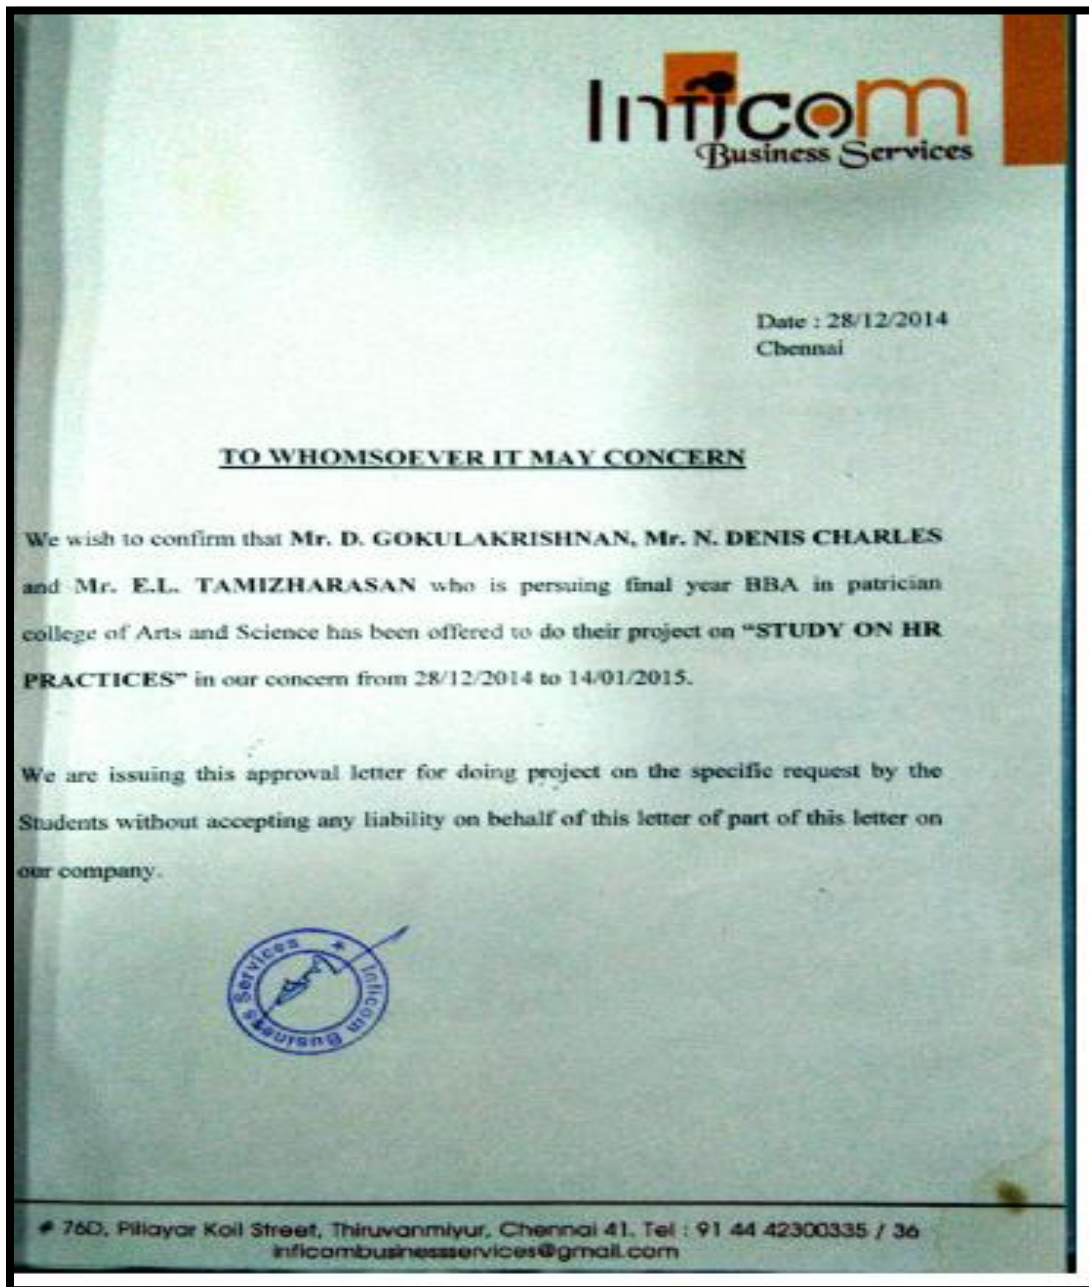 Inficom
Business Services
Date : 28/12/2014
Chennai
TO WHOMSOEVER IT MAY CONCERN
We wish to confirm that Mr. D. GOKULAKRISHNAN, Mr. N. DENIS CHARLES
and Mr. E.L. TAMIZHARASAN who is persuing final year BBA in patrician
college of Arts and Science has been offered to do their project on “STUDY ON HR
PRACTICES” in our concern from 28/12/2014 to 14/01/2015.
We are issuing this approval letter for doing project on the specific request by the
Students without accepting any liability on behalf of this letter of part of this letter on
our company.
Inficom Business Services
# 76D, Pillayar Koil Street, Thiruvanmiyur, Chennai 41. Tel : 91 44 42300335 / 36
inficombusinessservices@gmail.com